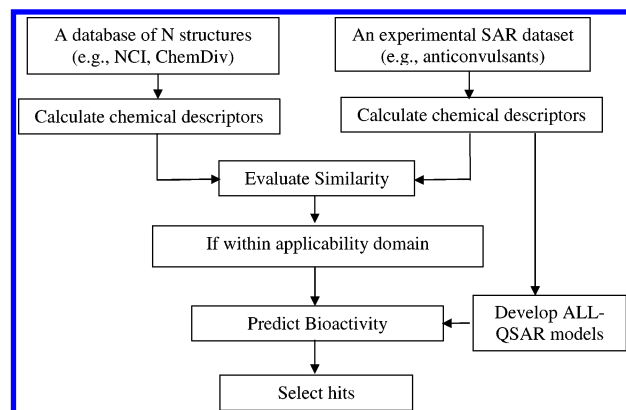 A database of N structures
(e.g., NCI, ChemDiv)
An experimental SAR dataset
(e.g., anticonvulsants)
Calculate chemical descriptors
Calculate chemical descriptors
Evaluate Similarity
If within applicability domain
Predict Bioactivity
Develop ALL-
QSAR models
Select hits